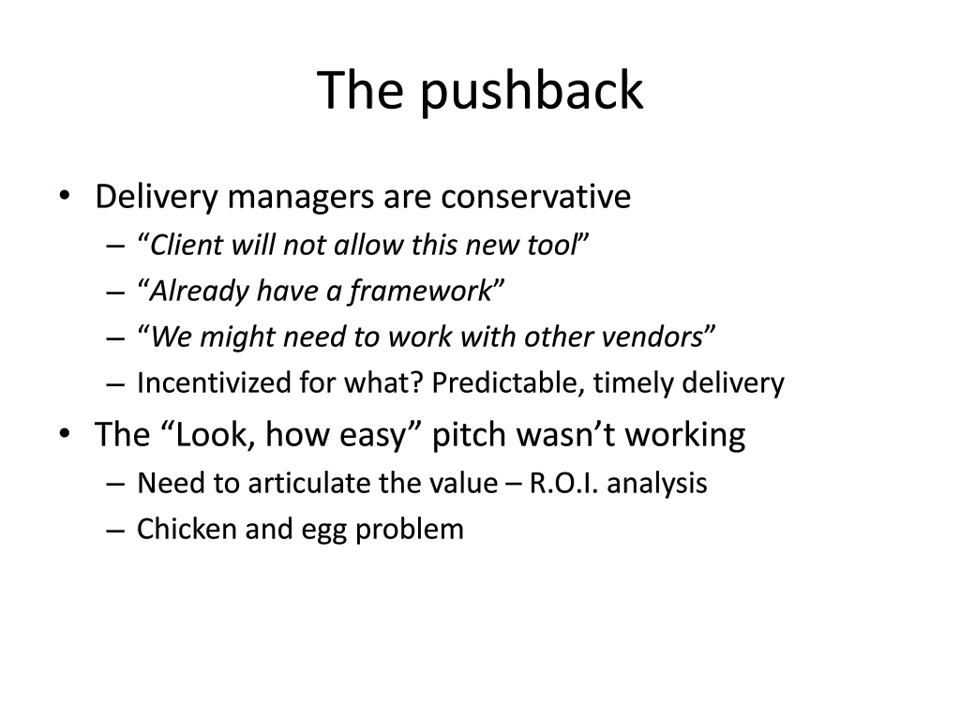 The pushback
• Delivery managers are conservative
– “Client will not allow this new tool”
– “Already have a framework”
– “We might need to work with other vendors”
– Incentivized for what? Predictable, timely delivery
• The “Look, how easy” pitch wasn’t working
– Need to articulate the value – R.O.I. analysis
– Chicken and egg problem